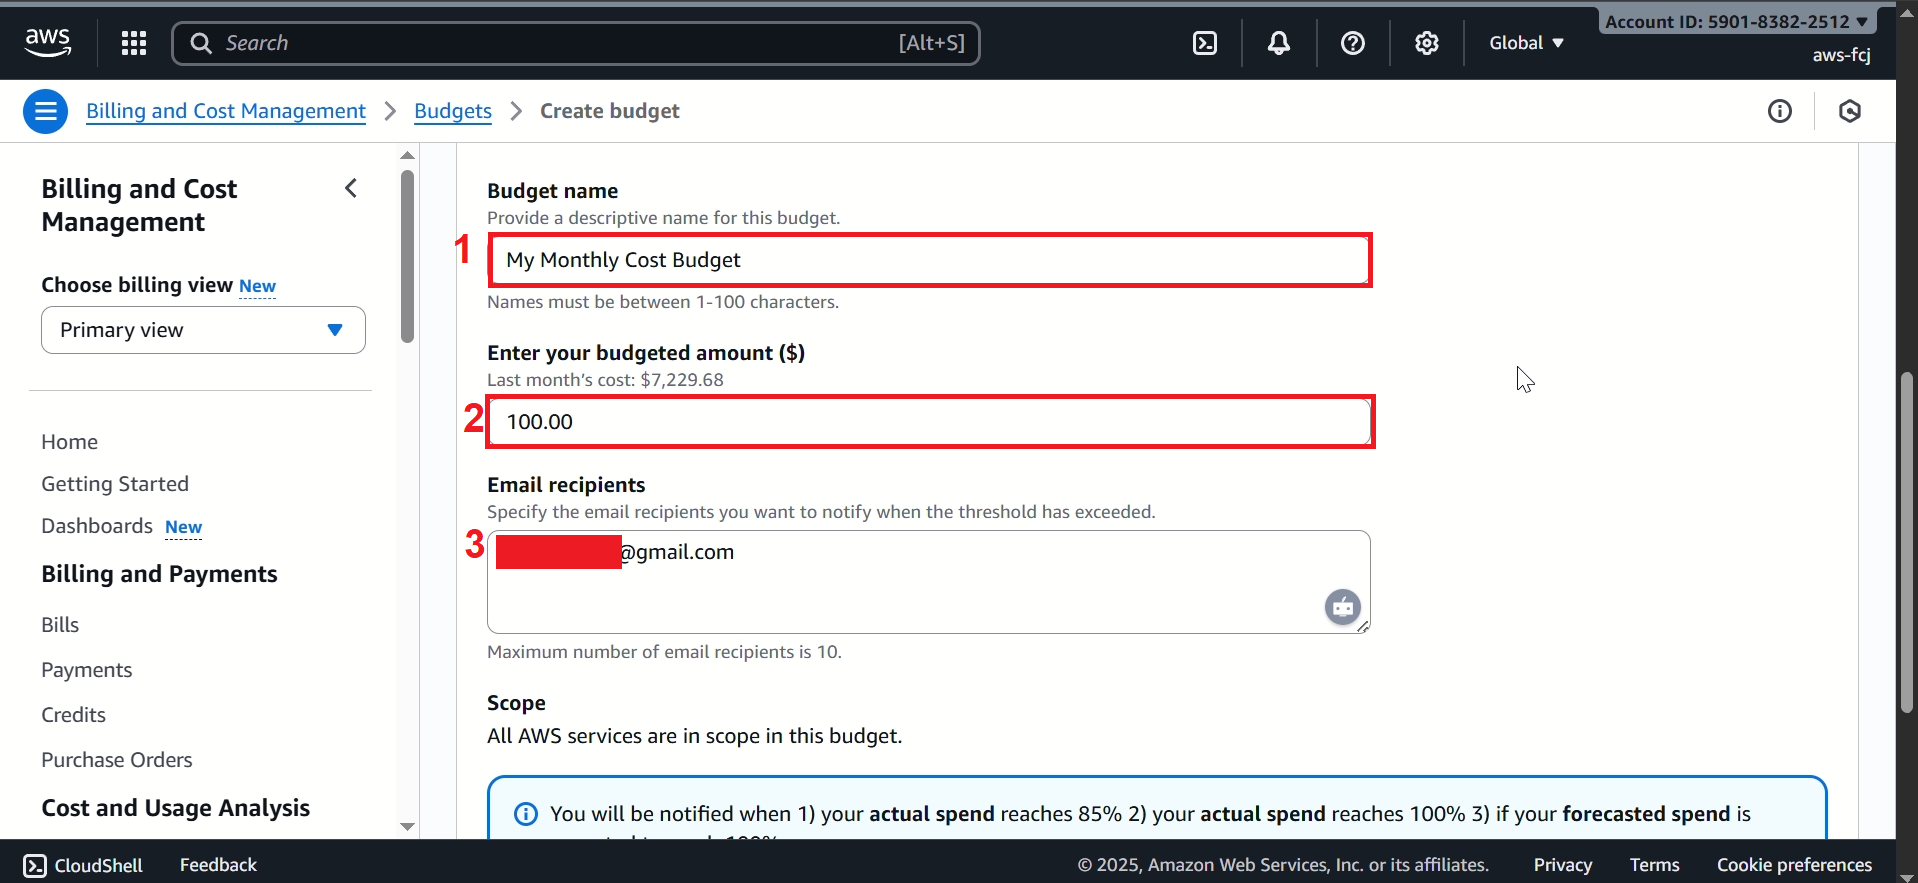 aws
Search
[Alt+S]
Global
Account ID: 5901-8382-2512
aws-fcj
Billing and Cost Management
Budgets
Create budget
Billing and Cost
Management
Choose billing view New
Primary view
Home
Getting Started
Dashboards New
Billing and Payments
Bills
Payments
Credits
Purchase Orders
Cost and Usage Analysis
Budget name
Provide a descriptive name for this budget.
1
My Monthly Cost Budget
Names must be between 1-100 characters.
Enter your budgeted amount ($)
Last month's cost: $7,229.68
2
100.00
Email recipients
Specify the email recipients you want to notify when the threshold has exceeded.
3
@gmail.com
Maximum number of email recipients is 10.
Scope
All AWS services are in scope in this budget.
You will be notified when 1) your actual spend reaches 85% 2) your actual spend reaches 100% 3) if your forecasted spend is
CloudShell
Feedback
© 2025, Amazon Web Services, Inc. or its affiliates.
Privacy
Terms
Cookie preferences